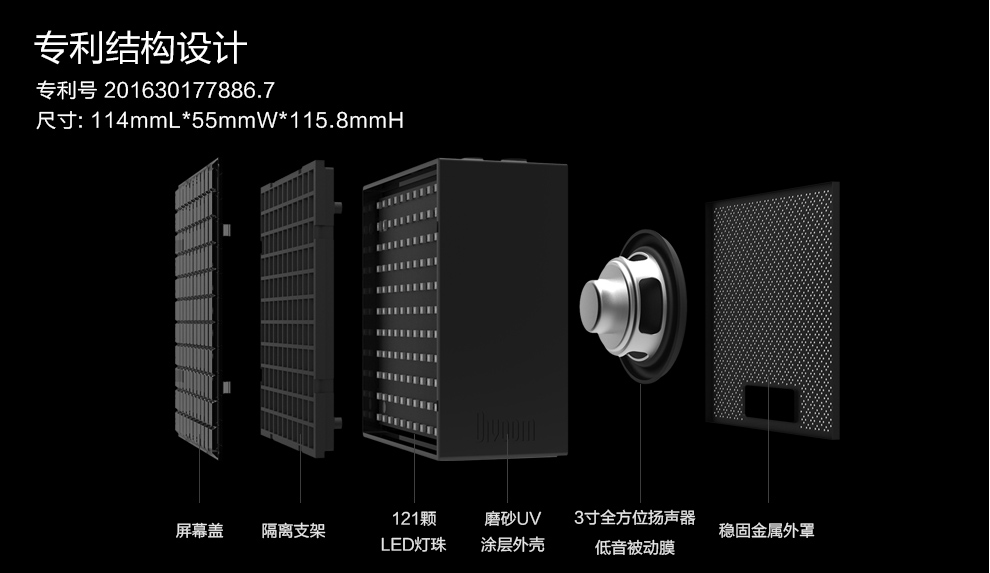 专利结构设计
专利号 201630177886.7
尺寸: 114mmL*55mmW*115.8mmH
Divoom
屏幕盖
隔离支架
121颗
LED灯珠
磨砂UV
涂层外壳
3寸全方位扬声器
低音被动膜
稳固金属外罩